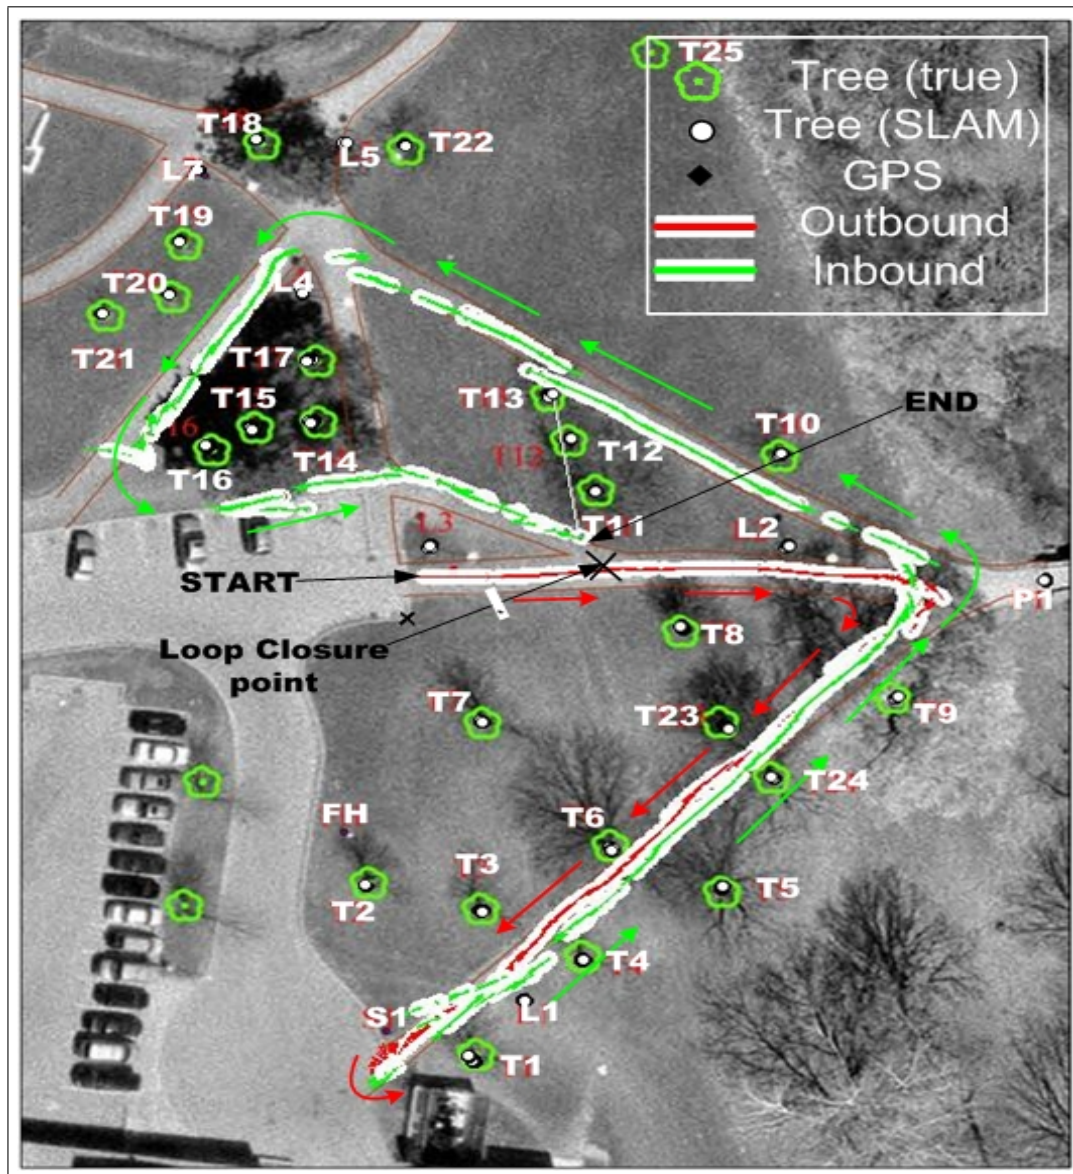 T25
Tree (true)
Tree (SLAM)
GPS
Outbound
Inbound
T18
L5
T22
L7
T19
T20
L4
T21
T17
T13
END
T15
T10
16
T12
T12
T16
T14
T11
L3
L2
START
P1
T8
Loop Closure
point
T7
T23
T9
T24
FH
T6
T3
T5
T2
T4
S1
L1
T1